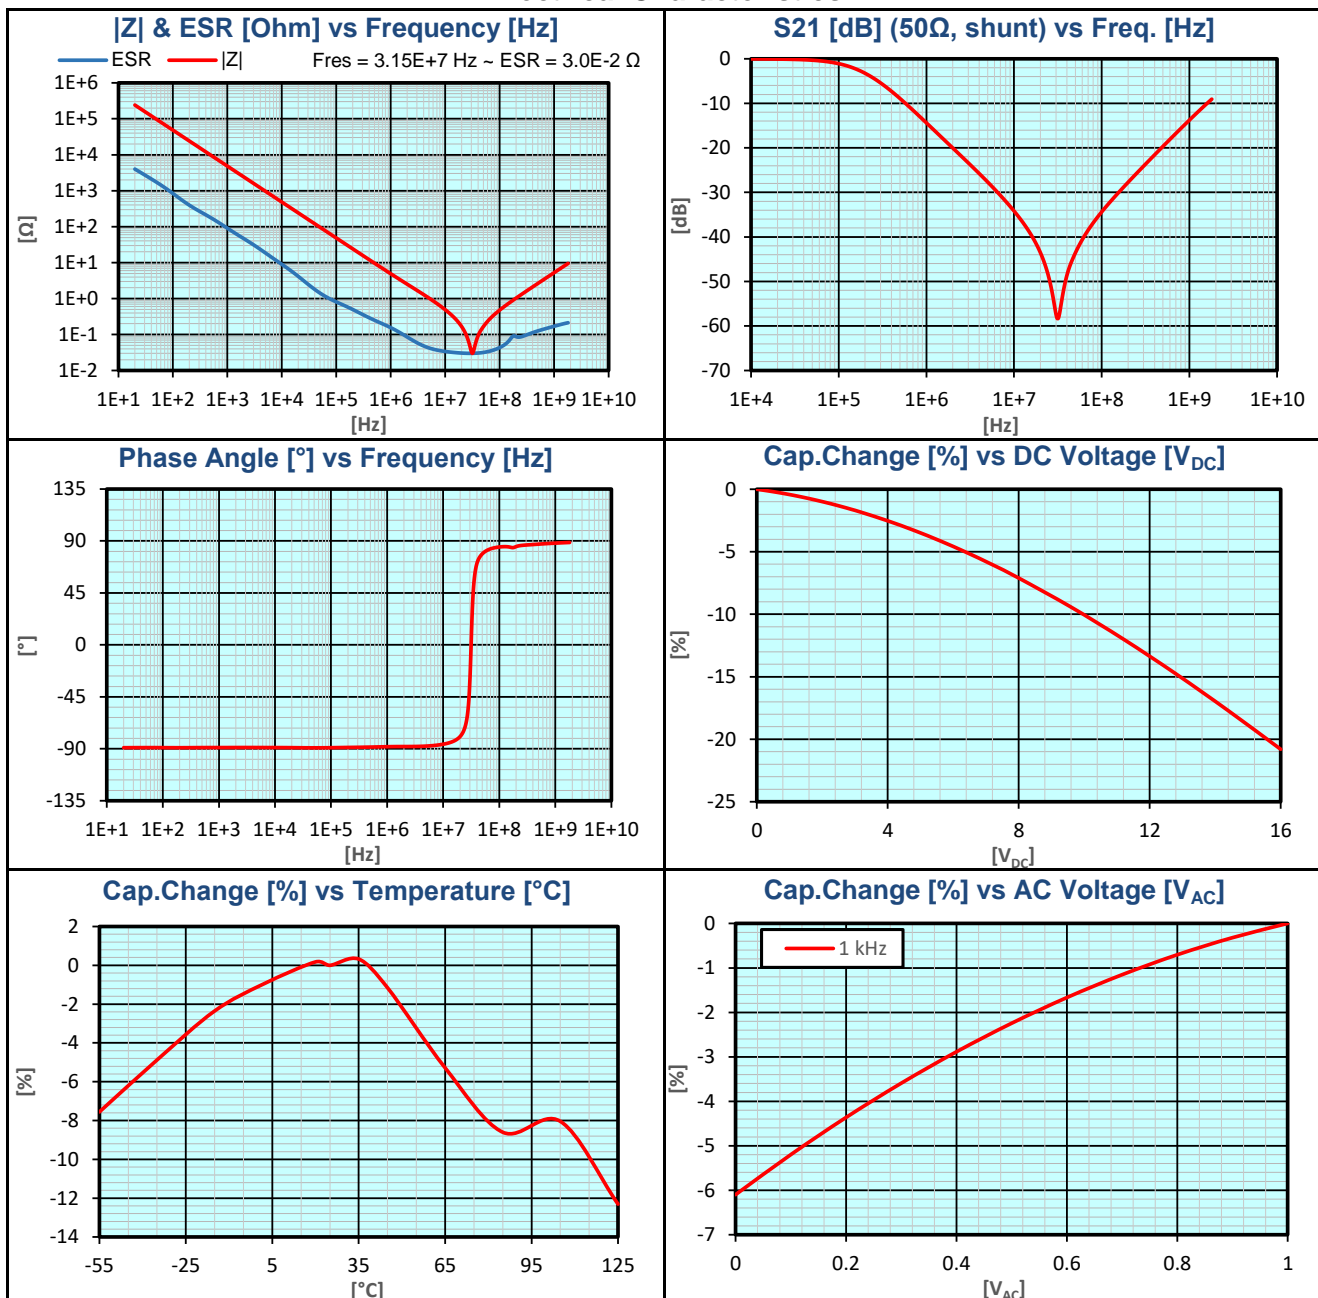 |Z| & ESR [Ohm] vs Frequency [Hz]
ESR |Z| Fres = 3.15E+7 Hz ~ ESR = 3.0E-2 Ω
1E+6
1E+5
1E+4
1E+3
1E+2
1E+1
1E+0
1E-1
1E-2
[Ω]
1E+1 1E+2 1E+3 1E+4 1E+5 1E+6 1E+7 1E+8 1E+9 1E+10
[Hz]
S21 [dB] (50Ω, shunt) vs Freq. [Hz]
0
-10
-20
-30
-40
-50
-60
-70
[dB]
1E+4 1E+5 1E+6 1E+7 1E+8 1E+9 1E+10
[Hz]
Phase Angle [°] vs Frequency [Hz]
135
90
45
0
-45
-90
-135
[°]
1E+1 1E+2 1E+3 1E+4 1E+5 1E+6 1E+7 1E+8 1E+9 1E+10
[Hz]
Cap.Change [%] vs DC Voltage [VDC]
0
-5
-10
-15
-20
-25
[%]
0 4 8 12 16
[VDC]
Cap.Change [%] vs Temperature [°C]
2
0
-2
-4
-6
-8
-10
-12
-14
[%]
-55 -25 5 35 65 95 125
[°C]
Cap.Change [%] vs AC Voltage [VAC]
1 kHz
0
-1
-2
-3
-4
-5
-6
-7
[%]
0 0.2 0.4 0.6 0.8 1
[VAC]